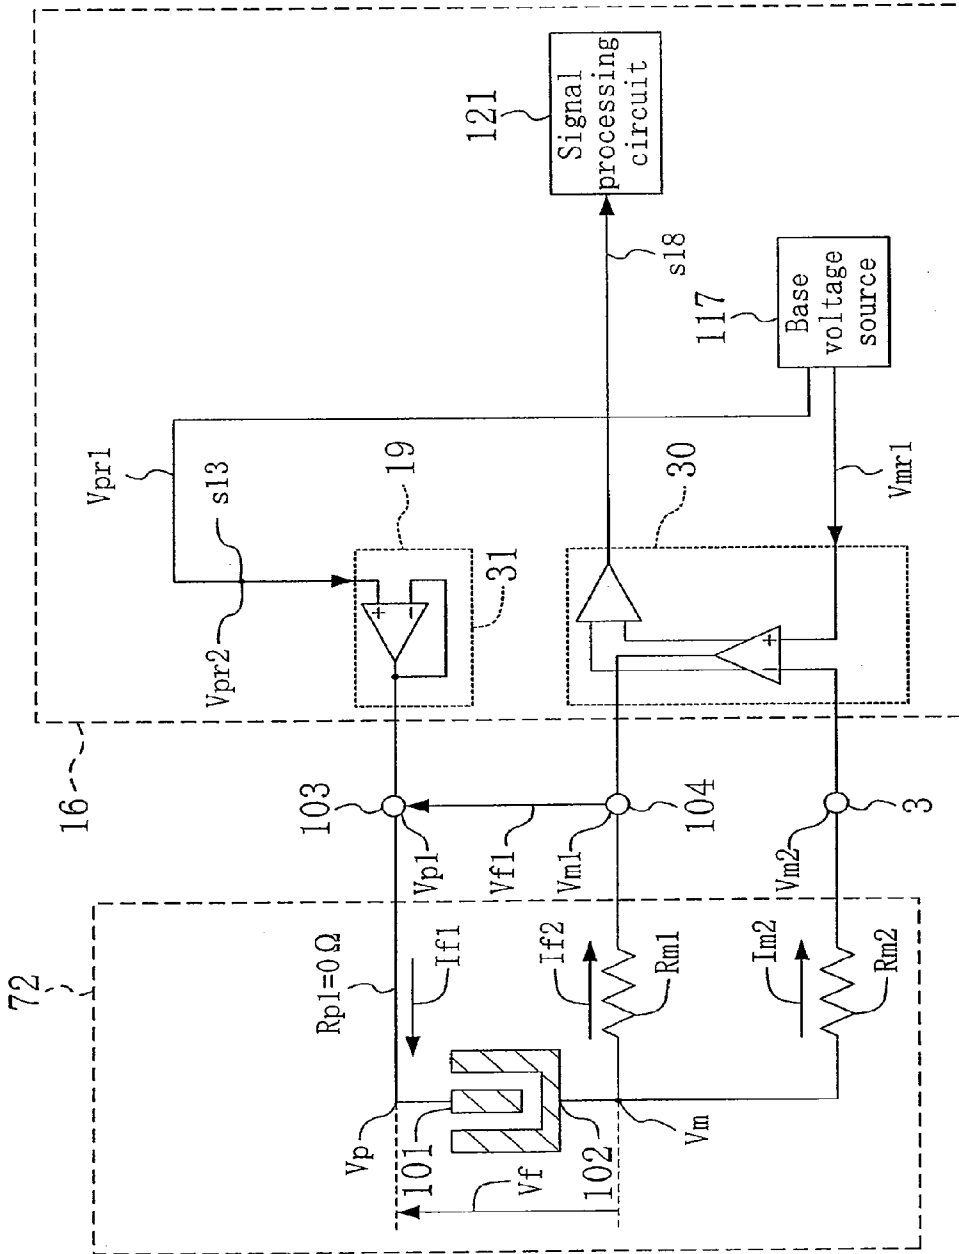 72
16
Rp1=0Ω
If1
Vp
101
Vf
102
Vm
If2
Rm1
Im2
Rm2
103
Vp1
Vf1
Vm1
104
Vm2
3
Vpr1
Vpr2
s13
19
31
30
s18
Vmr1
121
Signal
processing
circuit
117
Base
voltage
source
+
−
−
+